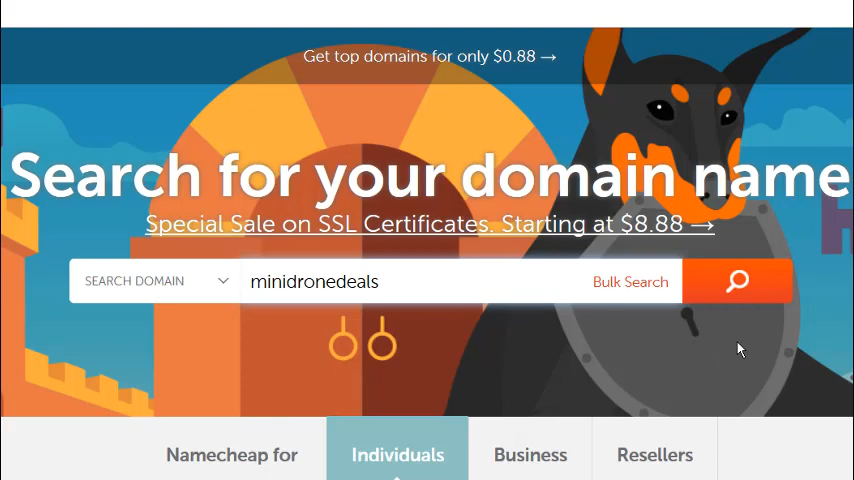 Get top domains for only $0.88 →
Search for your domain name
Special Sale on SSL Certificates. Starting at $8.88 →
SEARCH DOMAIN minidronedeals Bulk Search
Namecheap for Individuals Business Resellers